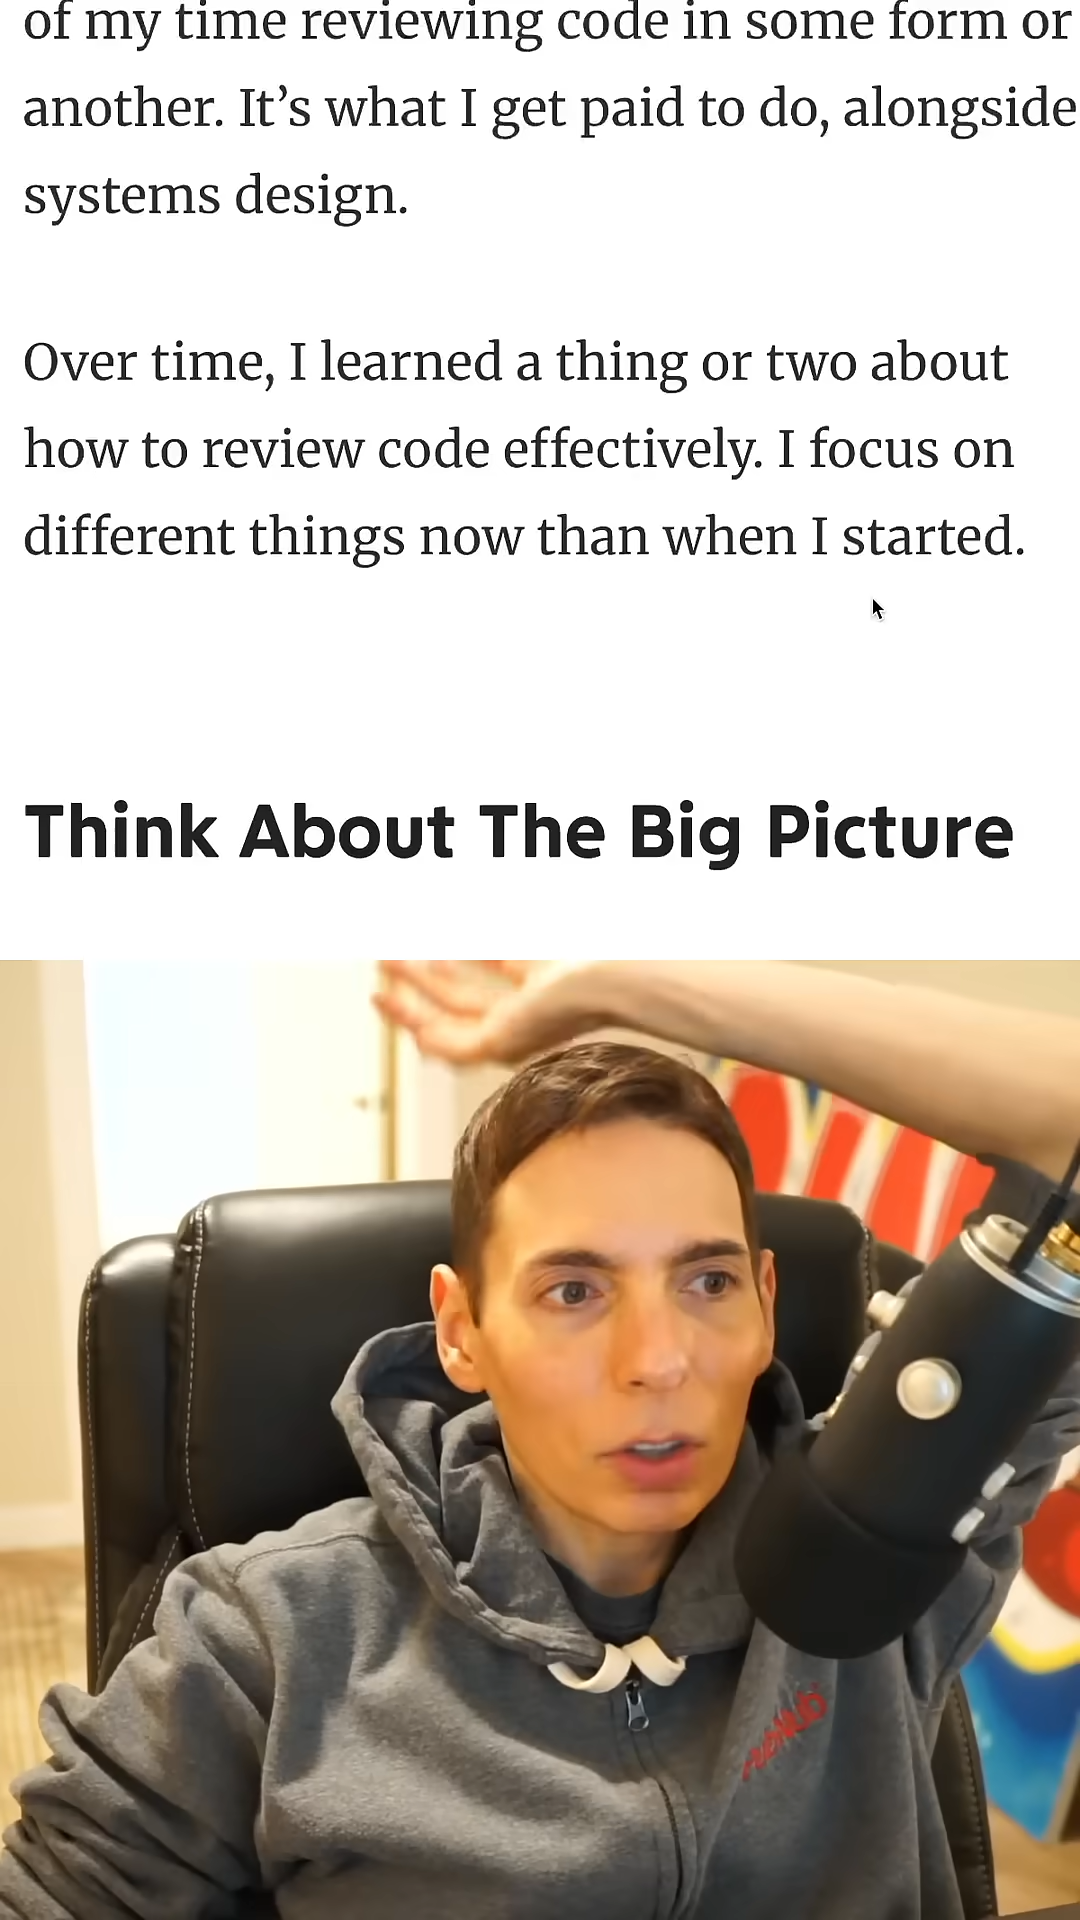 of my time reviewing code in some form or
another. It’s what I get paid to do, alongside
systems design.
Over time, I learned a thing or two about
how to review code effectively. I focus on
different things now than when I started.
Think About The Big Picture